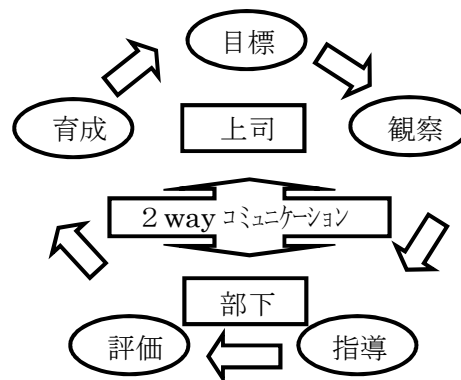 目標
育成
上司
観察
2 way コミュニケーション
部下
評価
指導